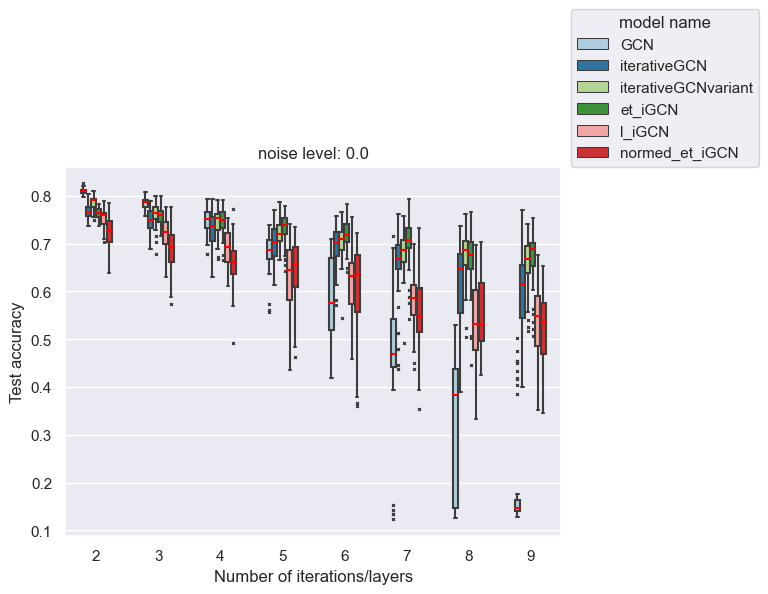 model name
GCN
iterativeGCN
iterativeGCNvariant
et_iGCN
l_iGCN
normed_et_iGCN
noise level: 0.0
Test accuracy
0.8
0.7
0.6
0.5
0.4
0.3
0.2
0.1
2 3 4 5 6 7 8 9
Number of iterations/layers